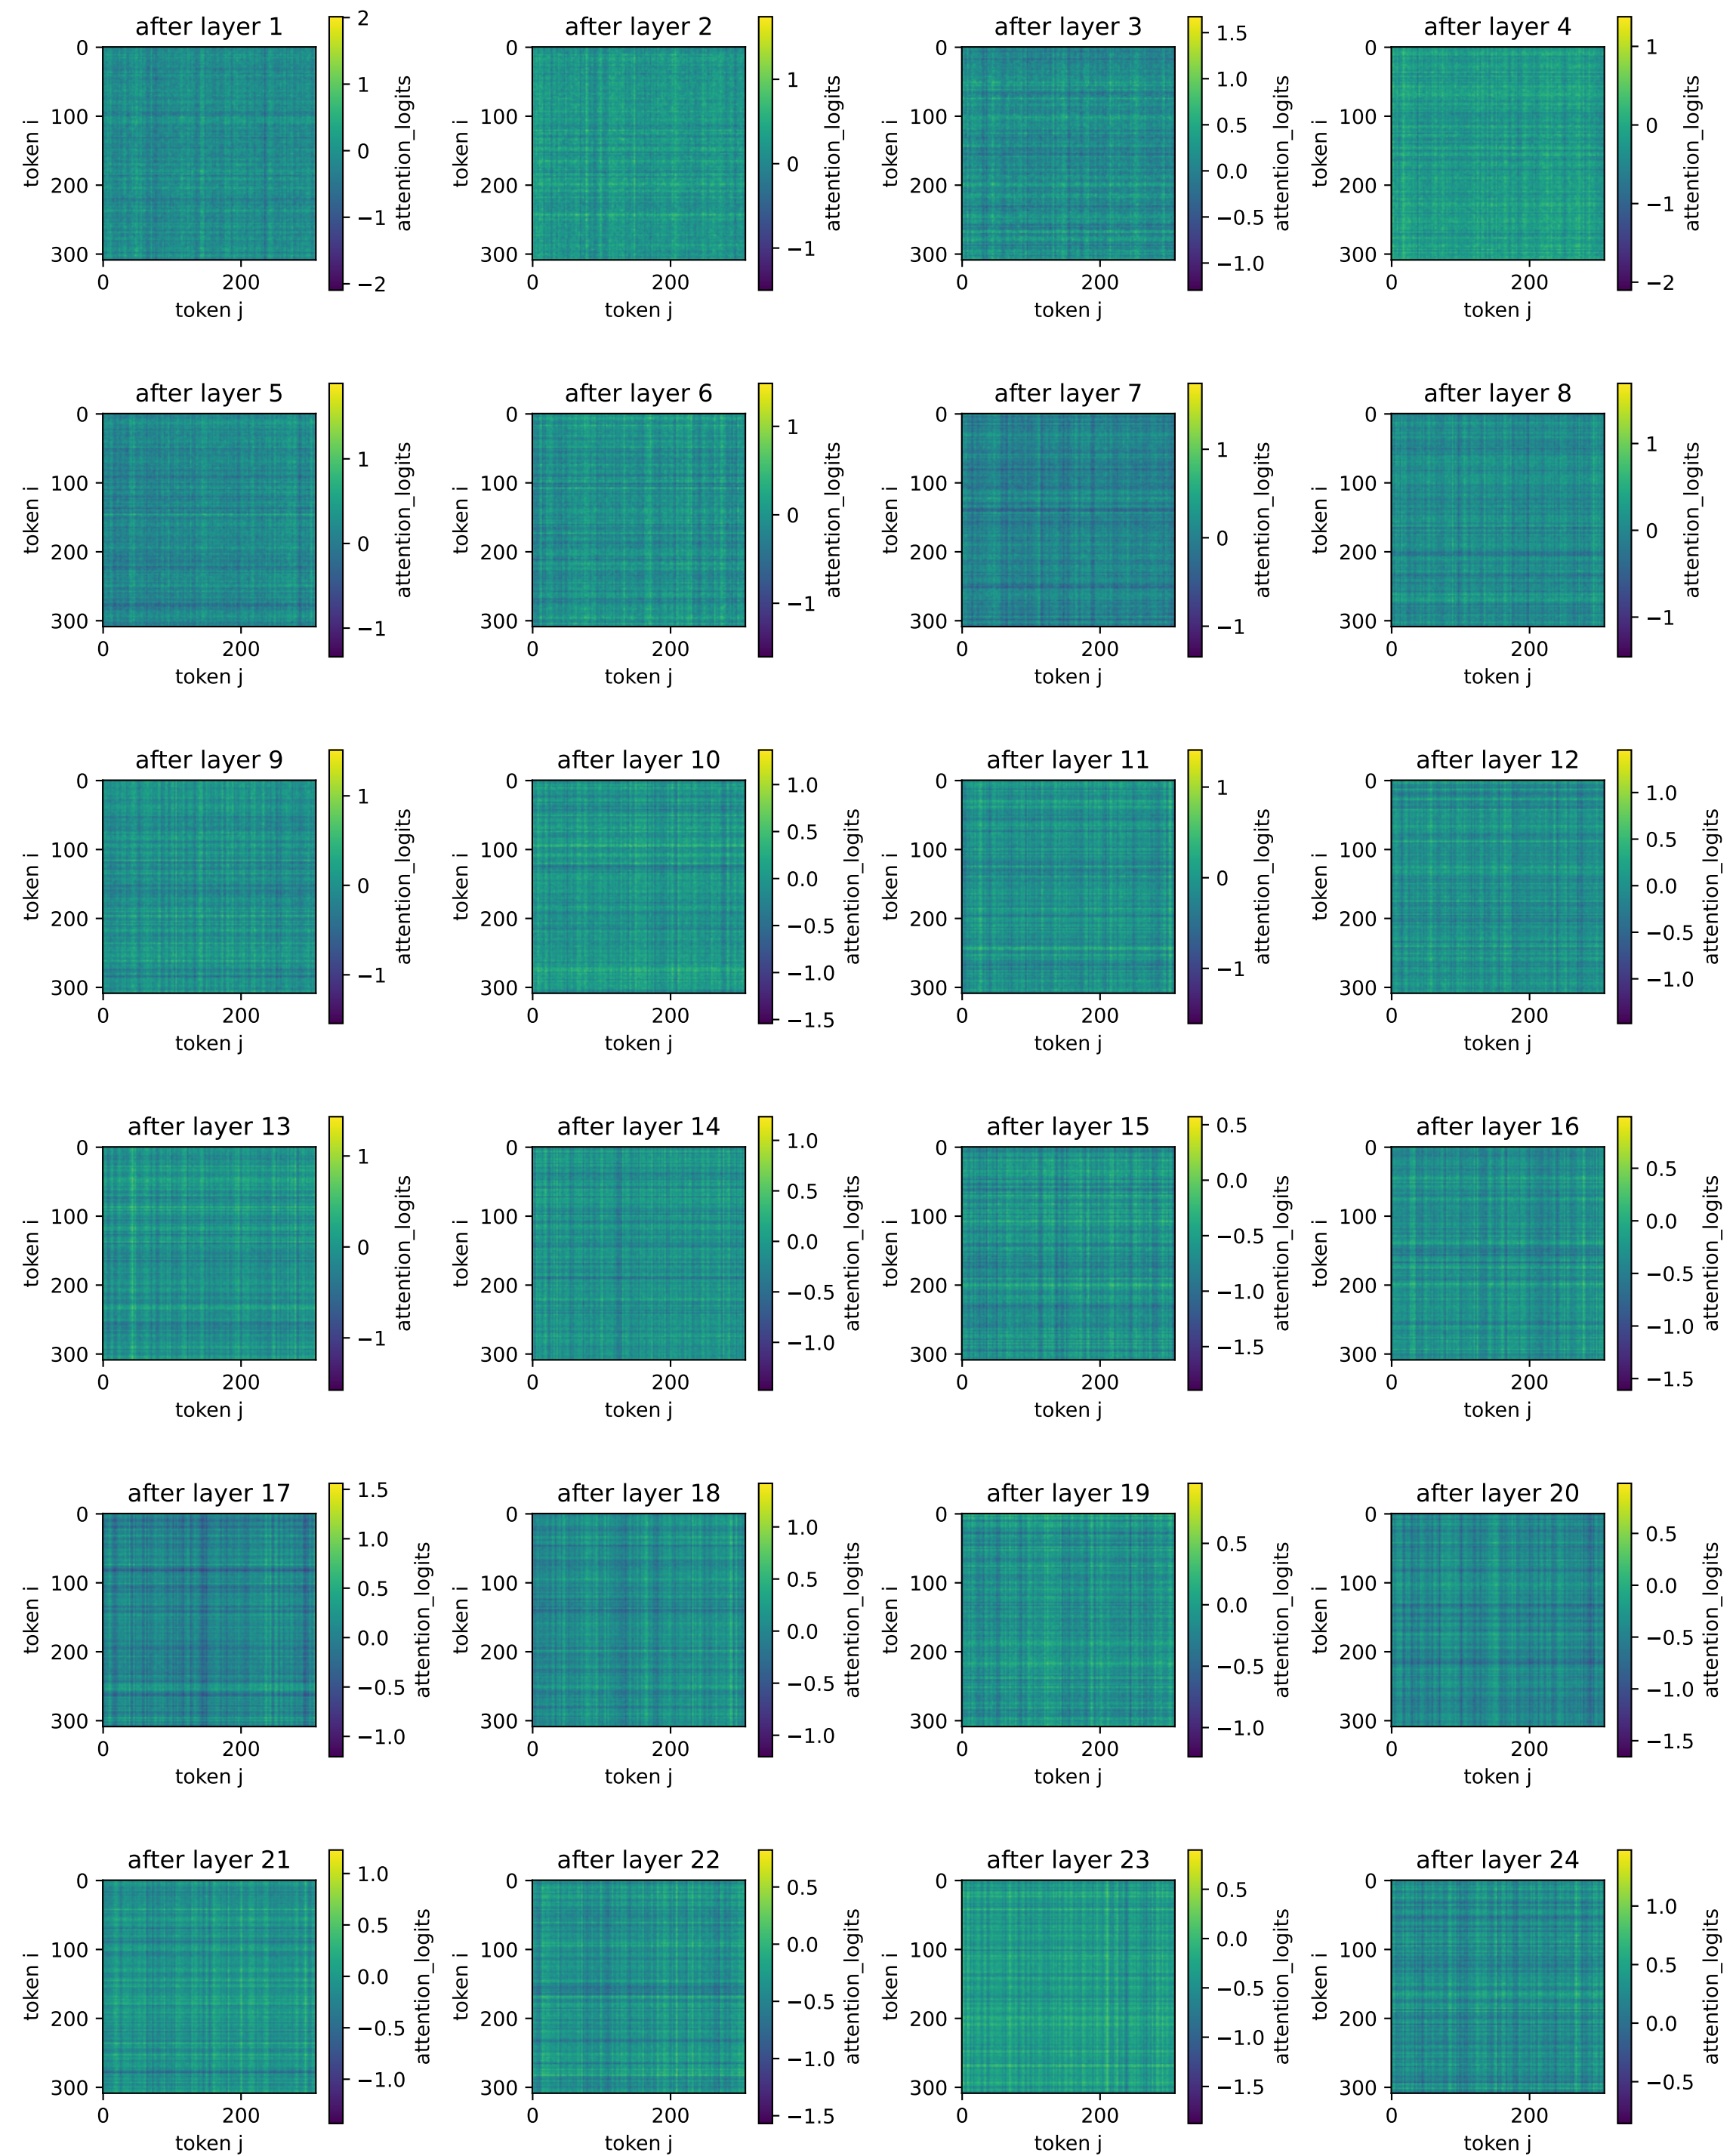 after layer 1
0
100
200
300
token i
0 200
token j
2
1
0
−1
−2
attention_logits
after layer 2
0
100
200
300
token i
0 200
token j
1
0
−1
attention_logits
after layer 3
0
100
200
300
token i
0 200
token j
1.5
1.0
0.5
0.0
−0.5
−1.0
attention_logits
after layer 4
0
100
200
300
token i
0 200
token j
1
0
−1
−2
attention_logits
after layer 5
0
100
200
300
token i
0 200
token j
1
0
−1
attention_logits
after layer 6
0
100
200
300
token i
0 200
token j
1
0
−1
attention_logits
after layer 7
0
100
200
300
token i
0 200
token j
1
0
−1
attention_logits
after layer 8
0
100
200
300
token i
0 200
token j
1
0
−1
attention_logits
after layer 9
0
100
200
300
token i
0 200
token j
1
0
−1
attention_logits
after layer 10
0
100
200
300
token i
0 200
token j
1.0
0.5
0.0
−0.5
−1.0
−1.5
attention_logits
after layer 11
0
100
200
300
token i
0 200
token j
1
0
−1
attention_logits
after layer 12
0
100
200
300
token i
0 200
token j
1.0
0.5
0.0
−0.5
−1.0
attention_logits
after layer 13
0
100
200
300
token i
0 200
token j
1
0
−1
attention_logits
after layer 14
0
100
200
300
token i
0 200
token j
1.0
0.5
0.0
−0.5
−1.0
attention_logits
after layer 15
0
100
200
300
token i
0 200
token j
0.5
0.0
−0.5
−1.0
−1.5
attention_logits
after layer 16
0
100
200
300
token i
0 200
token j
0.5
0.0
−0.5
−1.0
−1.5
attention_logits
after layer 17
0
100
200
300
token i
0 200
token j
1.5
1.0
0.5
0.0
−0.5
−1.0
attention_logits
after layer 18
0
100
200
300
token i
0 200
token j
1.0
0.5
0.0
−0.5
−1.0
attention_logits
after layer 19
0
100
200
300
token i
0 200
token j
0.5
0.0
−0.5
−1.0
attention_logits
after layer 20
0
100
200
300
token i
0 200
token j
0.5
0.0
−0.5
−1.0
−1.5
attention_logits
after layer 21
0
100
200
300
token i
0 200
token j
1.0
0.5
0.0
−0.5
−1.0
attention_logits
after layer 22
0
100
200
300
token i
0 200
token j
0.5
0.0
−0.5
−1.0
−1.5
attention_logits
after layer 23
0
100
200
300
token i
0 200
token j
0.5
0.0
−0.5
−1.0
−1.5
attention_logits
after layer 24
0
100
200
300
token i
0 200
token j
1.0
0.5
0.0
−0.5
attention_logits